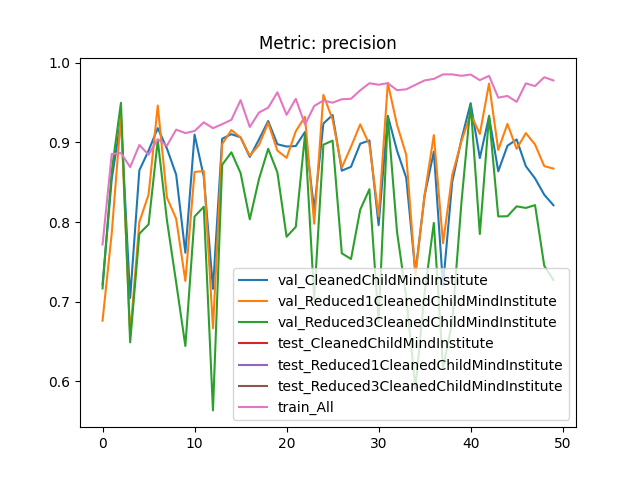 Metric: precision
1.0
0.9
0.8
0.7
0.6
0
10
20
30
40
50
val_CleanedChildMindInstitute
val_Reduced1CleanedChildMindInstitute
val_Reduced3CleanedChildMindInstitute
test_CleanedChildMindInstitute
test_Reduced1CleanedChildMindInstitute
test_Reduced3CleanedChildMindInstitute
train_All